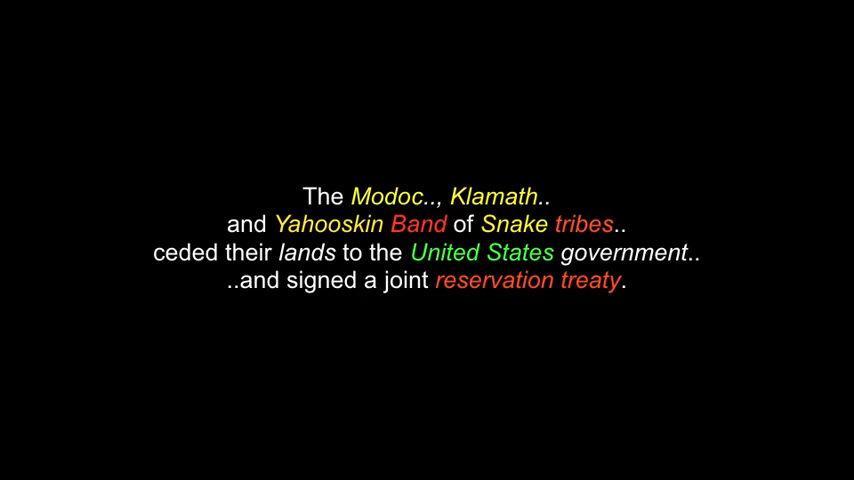 The Modoc.., Klamath..
and Yahooskin Band of Snake tribes..
ceded their lands to the United States government..
..and signed a joint reservation treaty.